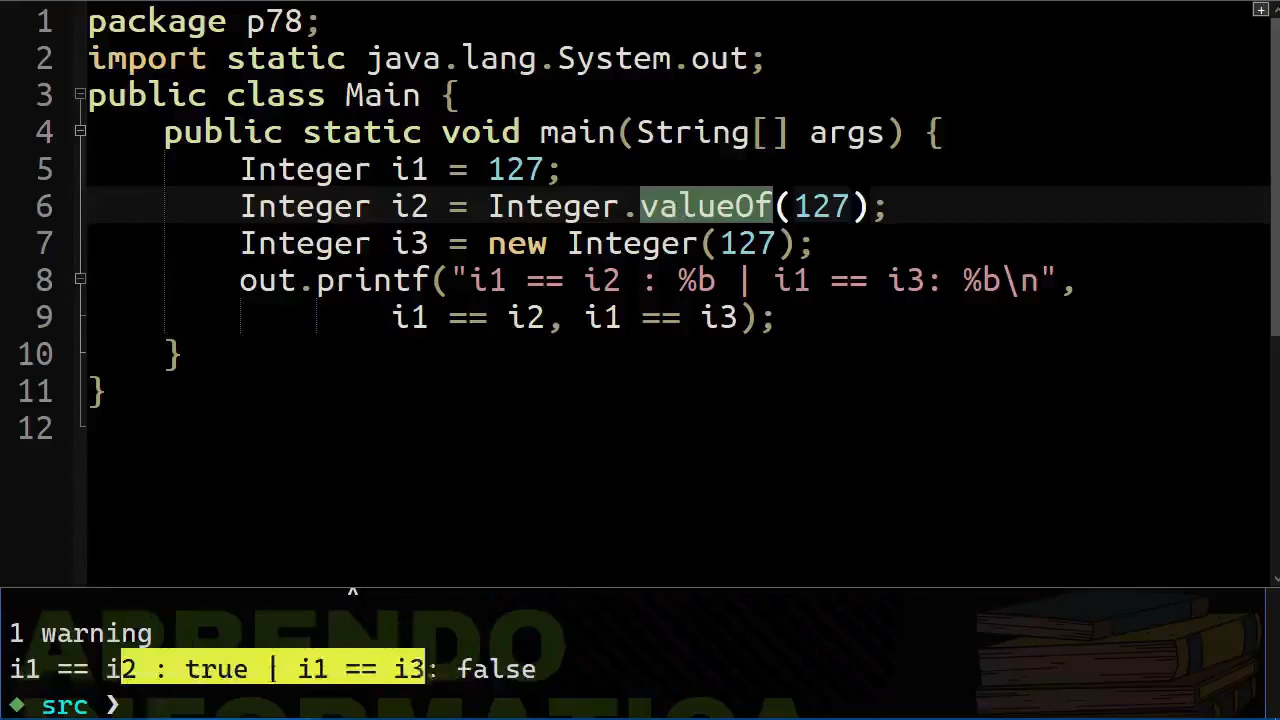 1 package p78;
2 import static java.lang.System.out;
3 public class Main {
4     public static void main(String[] args) {
5         Integer i1 = 127;
6         Integer i2 = Integer.valueOf(127);
7         Integer i3 = new Integer(127);
8         out.printf("i1 == i2 : %b | i1 == i3: %b\n",
9                 i1 == i2, i1 == i3);
10     }
11 }
12
^
1 warning
i1 == i2 : true | i1 == i3: false
src ❯
APRENDO
INFORMATICA